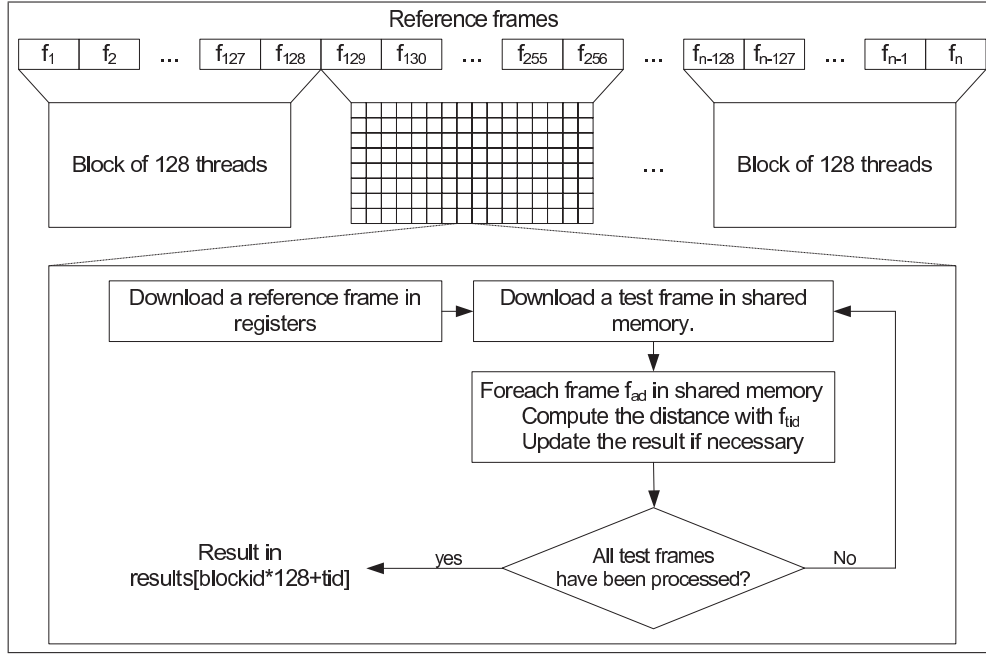 Reference frames
f1 f2 ... f127 f128 f129 f130 ... f255 f256 ... fn-128 fn-127 ... fn-1 fn
Block of 128 threads
...
Block of 128 threads
Download a reference frame in
registers
Download a test frame in shared
memory.
Foreach frame fad in shared memory
Compute the distance with ftid
Update the result if necessary
All test frames
have been processed?
yes
No
Result in
results[blockid*128+tid]